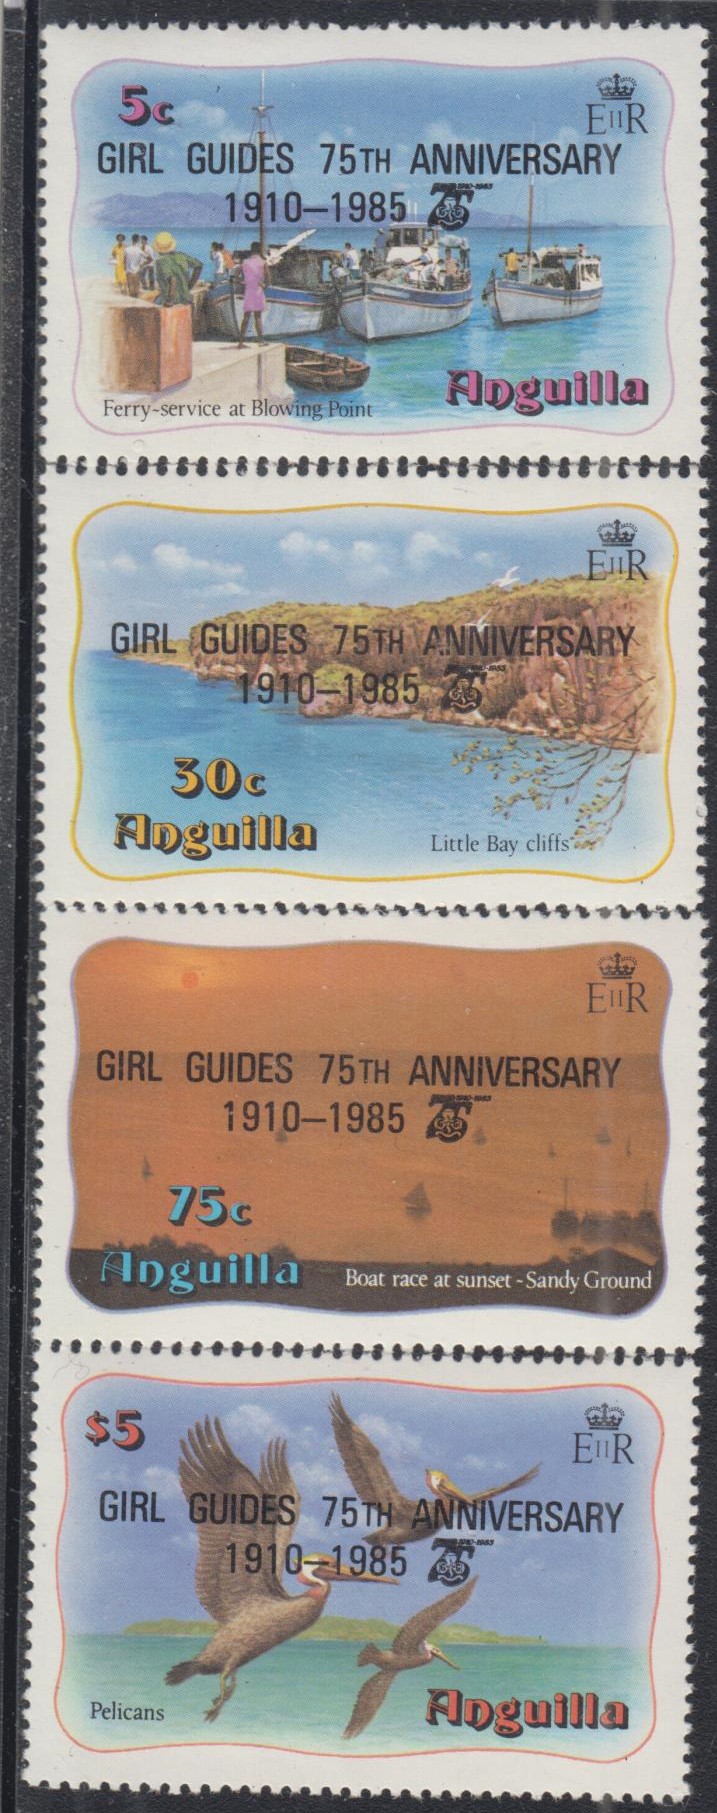 5c
EIIR
GIRL GUIDES 75TH ANNIVERSARY
1910–1985
Anguilla
Ferry-service at Blowing Point
EIIR
GIRL GUIDES 75TH ANNIVERSARY
1910–1985
30c
Anguilla
Little Bay cliffs
EIIR
GIRL GUIDES 75TH ANNIVERSARY
1910–1985
75c
Anguilla
Boat race at sunset - Sandy Ground
$5
EIIR
GIRL GUIDES 75TH ANNIVERSARY
1910–1985
Pelicans
Anguilla